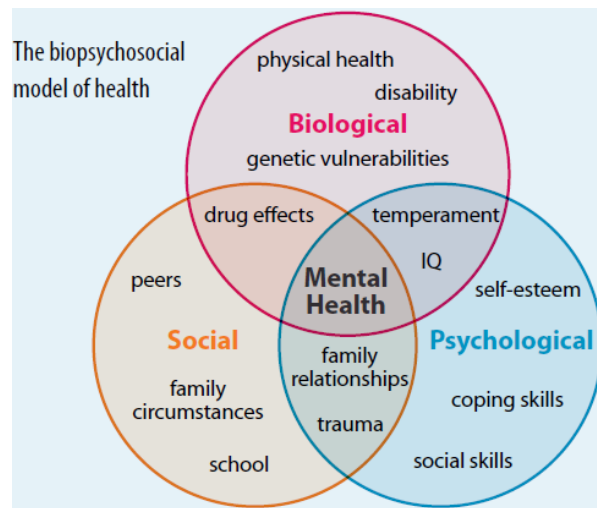 The biopsychosocial
model of health
physical health
disability
Biological
genetic vulnerabilities
drug effects
temperament
IQ
Mental
Health
peers
self-esteem
Social
Psychological
family
relationships
family
circumstances
coping skills
trauma
school
social skills